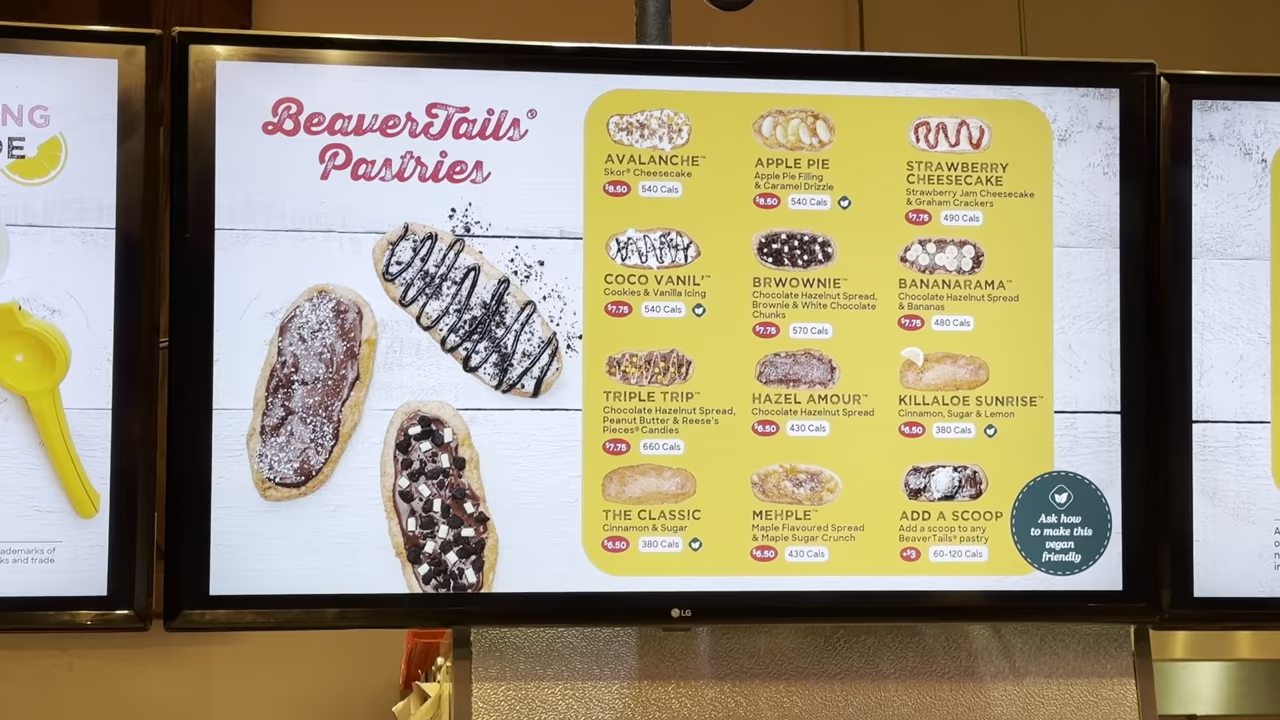 NG
DE
ademarks of
ks and trade
BeaverTails®
Pastries
AVALANCHE™
Skor® Cheesecake
$8.50 540 Cals
APPLE PIE
Apple Pie Filling
& Caramel Drizzle
$8.50 540 Cals
STRAWBERRY
CHEESECAKE
Strawberry Jam Cheesecake
& Graham Crackers
$7.75 490 Cals
COCO VANIL'™
Cookies & Vanilla Icing
$7.75 540 Cals
BRWOWNIE™
Chocolate Hazelnut Spread,
Brownie & White Chocolate
Chunks
$7.75 570 Cals
BANANARAMA™
Chocolate Hazelnut Spread
& Bananas
$7.75 480 Cals
TRIPLE TRIP™
Chocolate Hazelnut Spread,
Peanut Butter & Reese's
Pieces® Candies
$7.75 660 Cals
HAZEL AMOUR™
Chocolate Hazelnut Spread
$6.50 430 Cals
KILLALOE SUNRISE™
Cinnamon, Sugar & Lemon
$6.50 380 Cals
THE CLASSIC
Cinnamon & Sugar
$6.50 380 Cals
MEHPLE™
Maple Flavoured Spread
& Maple Sugar Crunch
$6.50 430 Cals
ADD A SCOOP
Add a scoop to any
BeaverTails® pastry
+$3 60-120 Cals
Ask how
to make this
vegan
friendly
LG